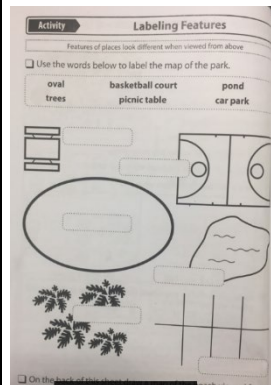 Activity
Labeling Features
Features of places look different when viewed from above
❑ Use the words below to label the map of the park.
oval basketball court pond
trees picnic table car park
❑ On the back of this sheet